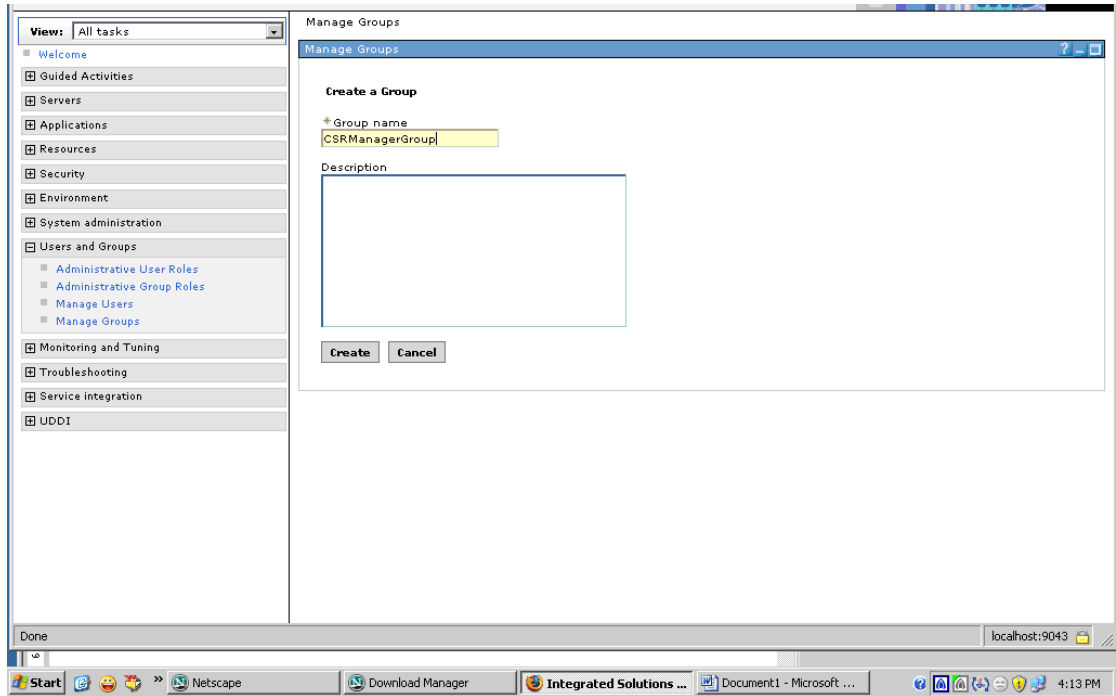 View: All tasks
Welcome
Guided Activities
Servers
Applications
Resources
Security
Environment
System administration
Users and Groups
Administrative User Roles
Administrative Group Roles
Manage Users
Manage Groups
Monitoring and Tuning
Troubleshooting
Service integration
UDDI
Manage Groups
Manage Groups
?
Create a Group
* Group name
CSRManagerGroup
Description
Create Cancel
Done
localhost:9043
Start » Netscape Download Manager Integrated Solutions ... Document1 - Microsoft ... 4:13 PM